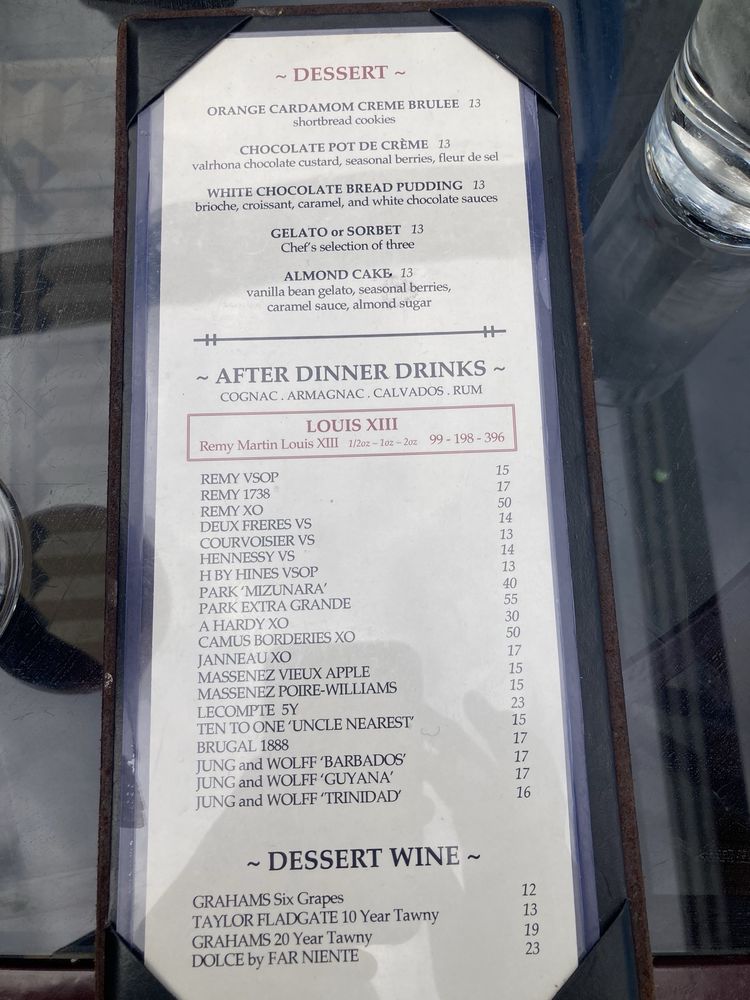 ~ DESSERT ~
ORANGE CARDAMOM CREME BRULEE 13
shortbread cookies
CHOCOLATE POT DE CRÈME 13
valrhona chocolate custard, seasonal berries, fleur de sel
WHITE CHOCOLATE BREAD PUDDING 13
brioche, croissant, caramel, and white chocolate sauces
GELATO or SORBET 13
Chef's selection of three
ALMOND CAKE 13
vanilla bean gelato, seasonal berries,
caramel sauce, almond sugar
~ AFTER DINNER DRINKS ~
COGNAC . ARMAGNAC . CALVADOS . RUM
LOUIS XIII
Remy Martin Louis XIII 1/2oz – 1oz – 2oz 99 - 198 - 396
REMY VSOP 15
REMY 1738 17
REMY XO 50
DEUX FRERES VS 14
COURVOISIER VS 13
HENNESSY VS 14
H BY HINES VSOP 13
PARK 'MIZUNARA' 40
PARK EXTRA GRANDE 55
A HARDY XO 30
CAMUS BORDERIES XO 50
JANNEAU XO 17
MASSENEZ VIEUX APPLE 15
MASSENEZ POIRE-WILLIAMS 15
LECOMPTE 5Y 23
TEN TO ONE 'UNCLE NEAREST' 15
BRUGAL 1888 17
JUNG and WOLFF 'BARBADOS' 17
JUNG and WOLFF 'GUYANA' 17
JUNG and WOLFF 'TRINIDAD' 16
~ DESSERT WINE ~
GRAHAMS Six Grapes 12
TAYLOR FLADGATE 10 Year Tawny 13
GRAHAMS 20 Year Tawny 19
DOLCE by FAR NIENTE 23